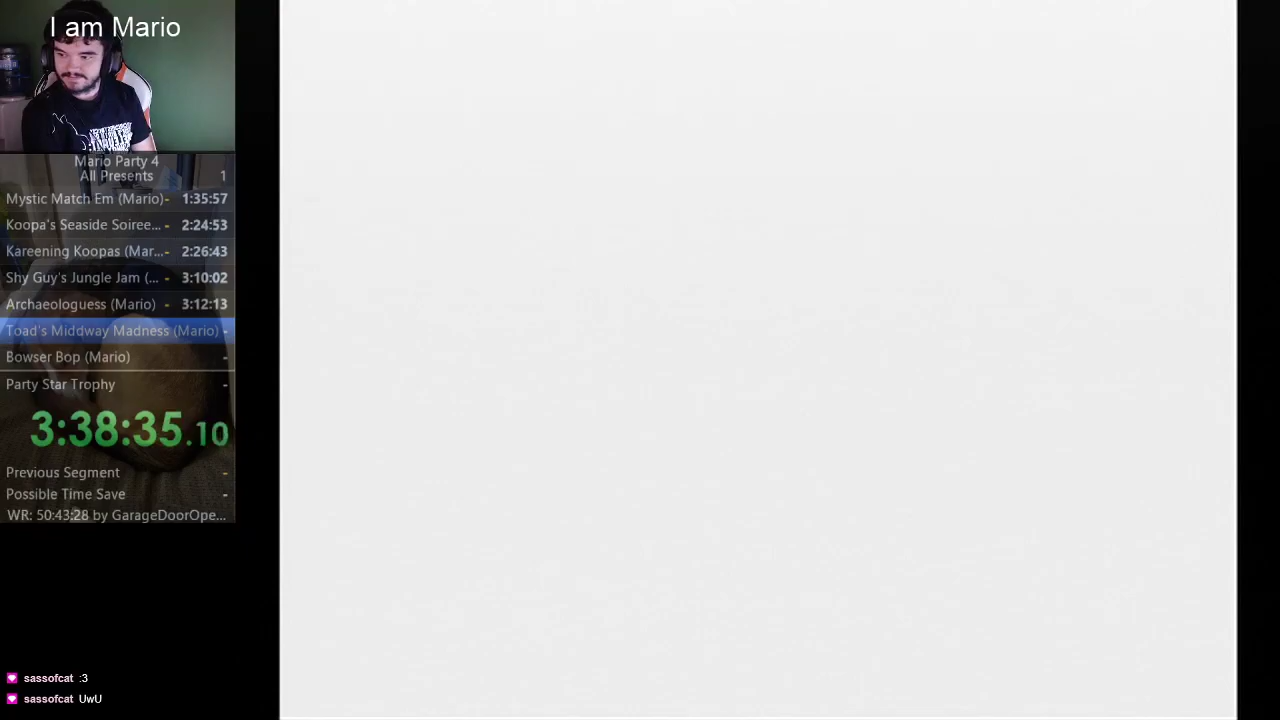 I am Mario
Mario Party 4
All Presents 1
Mystic Match Em (Mario) - 1:35:57
Koopa's Seaside Soiree... - 2:24:53
Kareening Koopas (Mar... - 2:26:43
Shy Guy's Jungle Jam (... - 3:10:02
Archaeologuess (Mario) - 3:12:13
Toad's Middway Madness (Mario) -
Bowser Bop (Mario) -
Party Star Trophy -
3:38:35.10
Previous Segment -
Possible Time Save -
WR: 50:43:28 by GarageDoorOpe...
sassofcat :3
sassofcat UwU